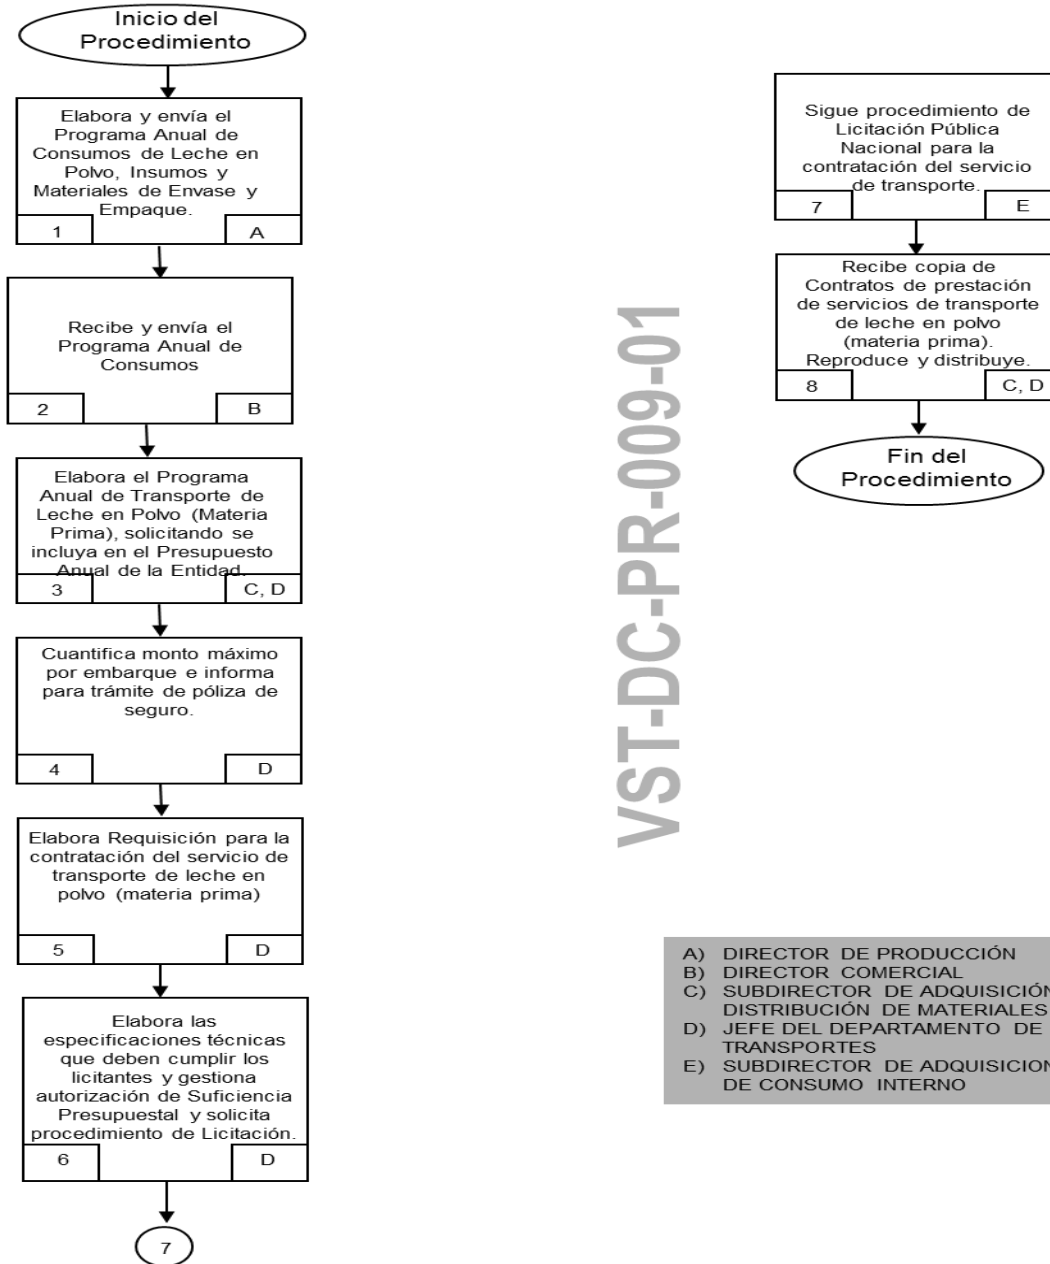 Inicio del
Procedimiento
Elabora y envía el
Programa Anual de
Consumos de Leche en
Polvo, Insumos y
Materiales de Envase y
Empaque.
1
A
Recibe y envía el
Programa Anual de
Consumos
2
B
Elabora el Programa
Anual de Transporte de
Leche en Polvo (Materia
Prima), solicitando se
incluya en el Presupuesto
Anual de la Entidad.
3
C, D
Cuantifica monto máximo
por embarque e informa
para trámite de póliza de
seguro.
4
D
Elabora Requisición para la
contratación del servicio de
transporte de leche en
polvo (materia prima)
5
D
Elabora las
especificaciones técnicas
que deben cumplir los
licitantes y gestiona
autorización de Suficiencia
Presupuestal y solicita
procedimiento de Licitación.
6
D
7
VST-DC-PR-009-01
Sigue procedimiento de
Licitación Pública
Nacional para la
contratación del servicio
de transporte.
7
E
Recibe copia de
Contratos de prestación
de servicios de transporte
de leche en polvo
(materia prima).
Reproduce y distribuye.
8
C, D
Fin del
Procedimiento
A) DIRECTOR DE PRODUCCIÓN
B) DIRECTOR COMERCIAL
C) SUBDIRECTOR DE ADQUISICIÓN
DISTRIBUCIÓN DE MATERIALES
D) JEFE DEL DEPARTAMENTO DE
TRANSPORTES
E) SUBDIRECTOR DE
DE CONSUMO INTERNO